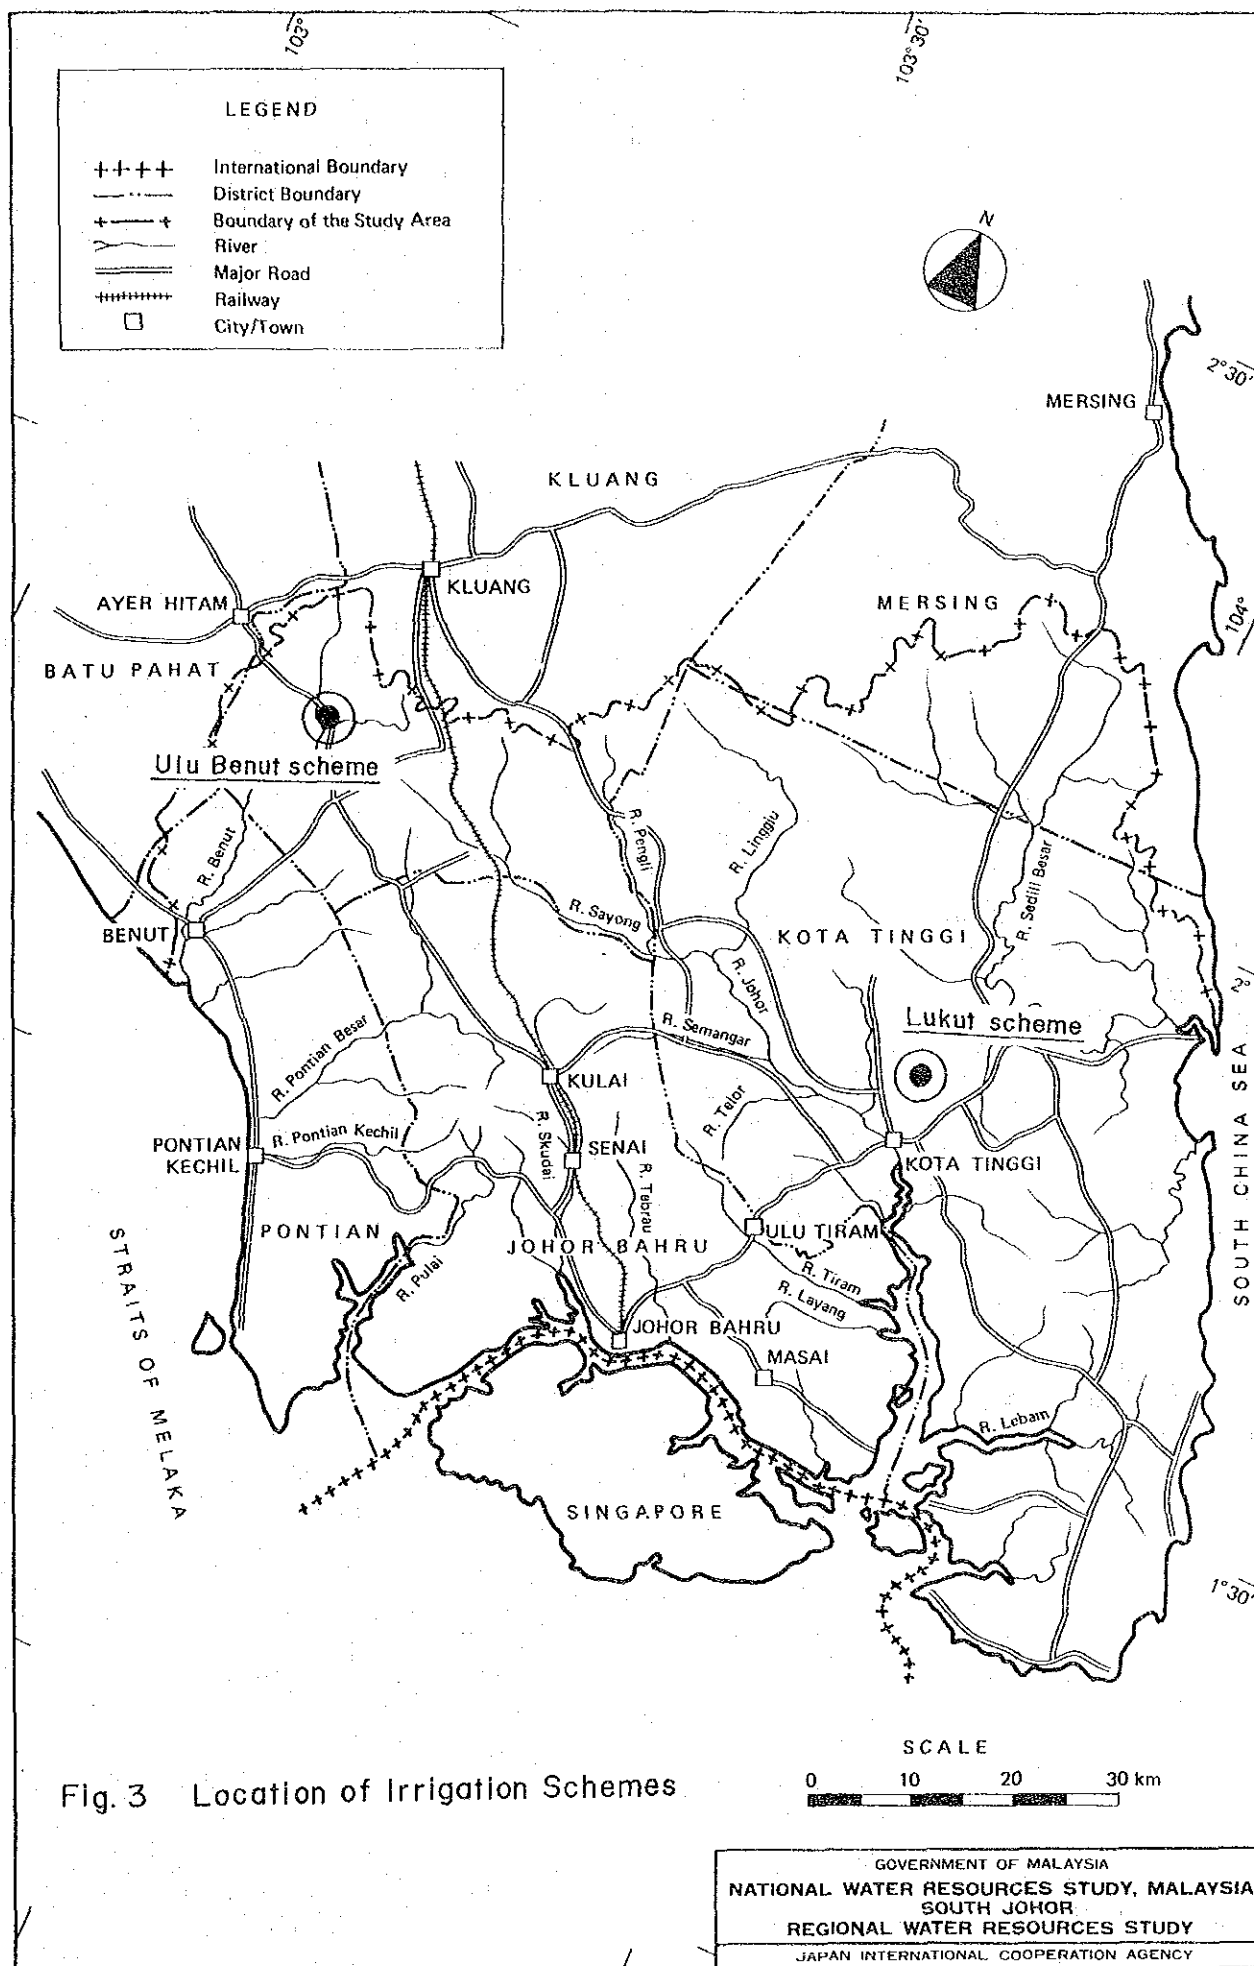 103°
103° 30'
LEGEND
International Boundary
District Boundary
Boundary of the Study Area
River
Major Road
Railway
City/Town
N
2°30'
MERSING
KLUANG
KLUANG
AYER HITAM
MERSING
104°
BATU PAHAT
Ulu Benut scheme
R. Benut
R. Pengli
R. Linggiu
R. Sedili Besar
R. Sayong
BENUT
KOTA TINGGI
R. Johor
2°
Lukut scheme
R. Semangar
R. Pontian Besar
KULAI
R. Telor
R. Pontian Kechil
PONTIAN
KECHIL
R. Skudai
SENAI
R. Tebrau
KOTA TINGGI
SOUTH CHINA SEA
PONTIAN
JOHOR BAHRU
ULU TIRAM
R. Pulai
R. Tiram
R. Layang
JOHOR BAHRU
MASAI
STRAITS OF MELAKA
R. Lebam
SINGAPORE
1°30'
SCALE
0 10 20 30 km
Fig. 3 Location of Irrigation Schemes
GOVERNMENT OF MALAYSIA
NATIONAL WATER RESOURCES STUDY, MALAYSIA
SOUTH JOHOR
REGIONAL WATER RESOURCES STUDY
JAPAN INTERNATIONAL COOPERATION AGENCY